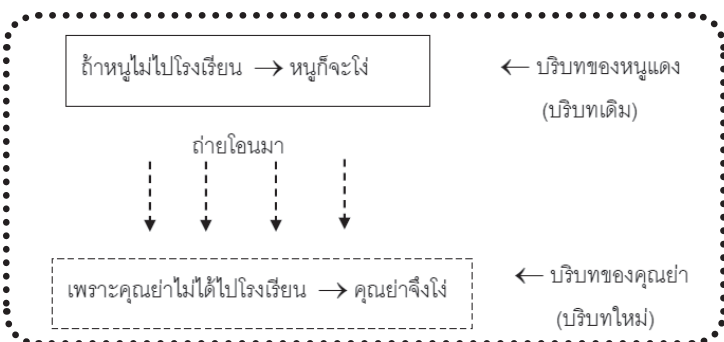 ถ้าหนูไม่ไปโรงเรียน → หนูก็จะโง่ ← บริบทของหนูแดง
(บริบทเดิม)
ถ่ายโอนมา
เพราะคุณย่าไม่ได้ไปโรงเรียน → คุณย่าจึงโง่ ← บริบทของคุณย่า
(บริบทใหม่)